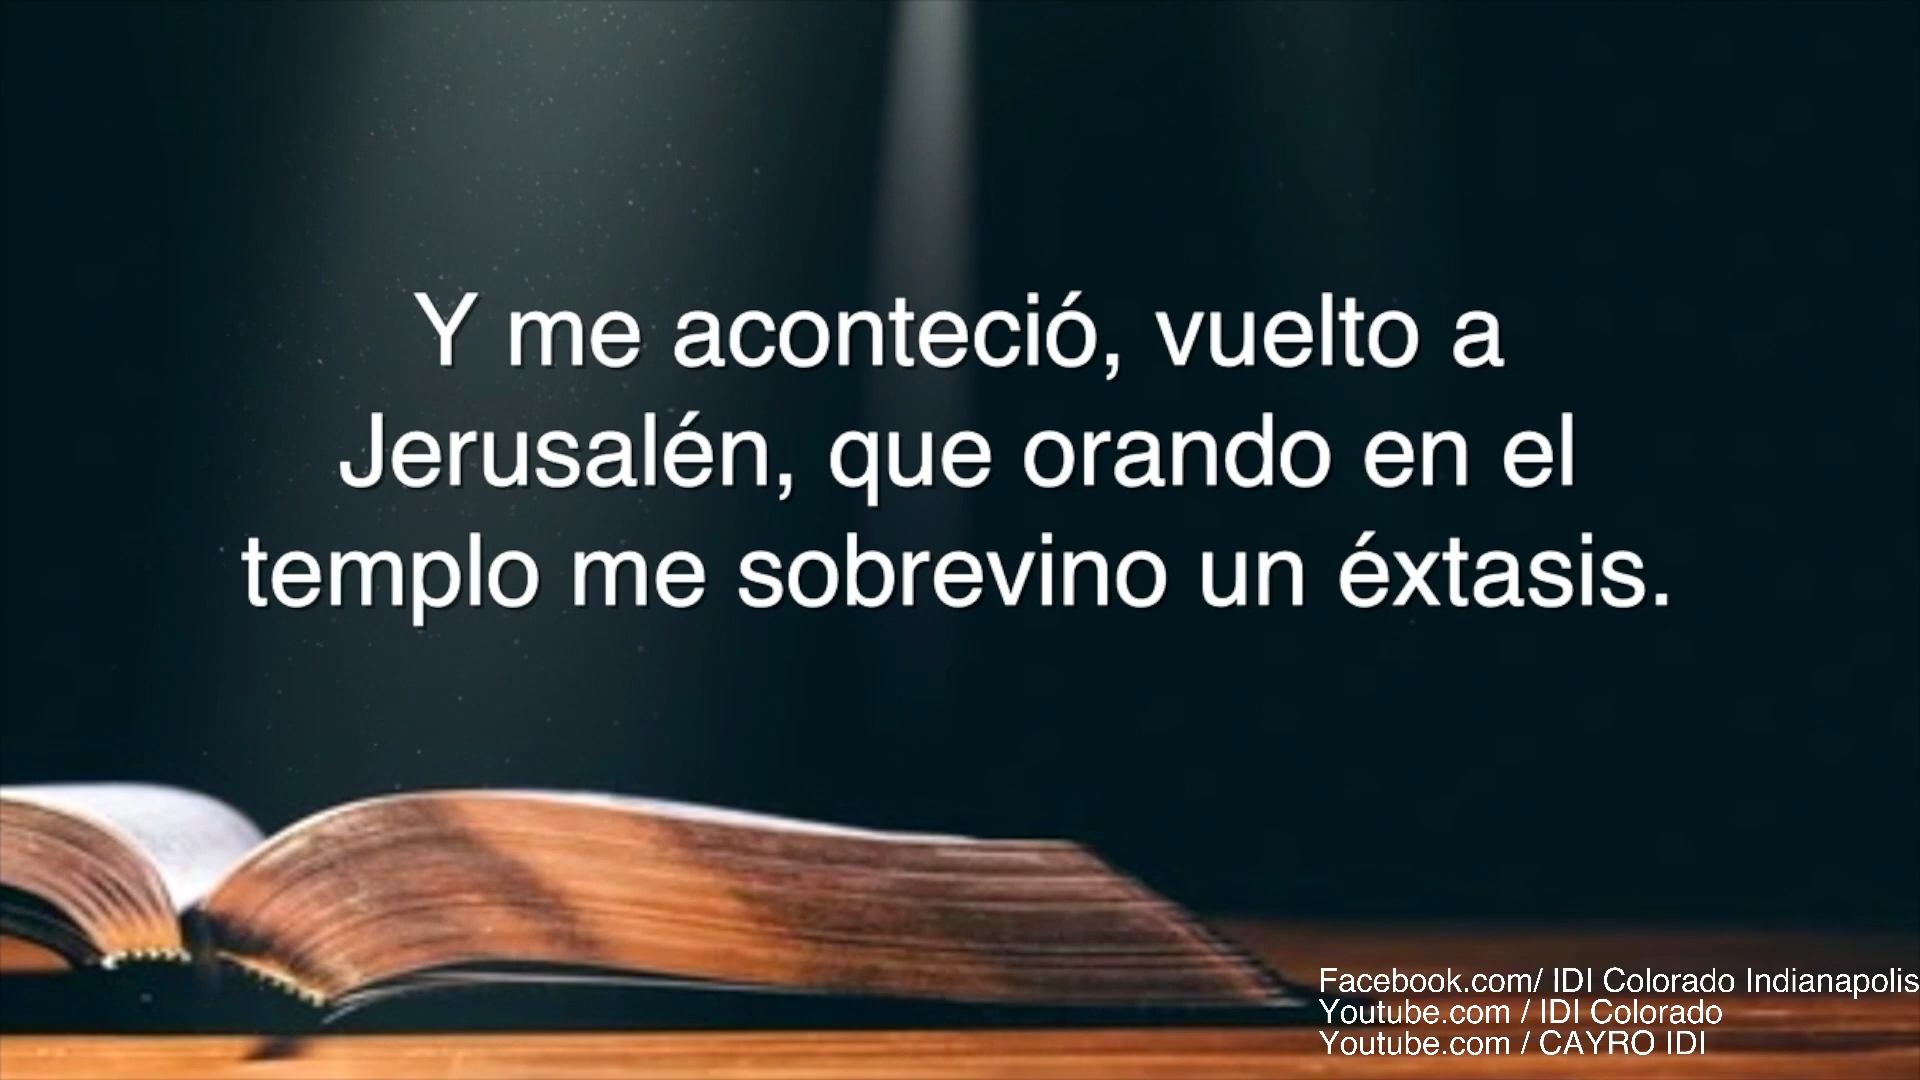 Y me aconteció, vuelto a
Jerusalén, que orando en el
templo me sobrevino un éxtasis.
Facebook.com/ IDI Colorado Indianapolis
Youtube.com / IDI Colorado
Youtube.com / CAYRO IDI